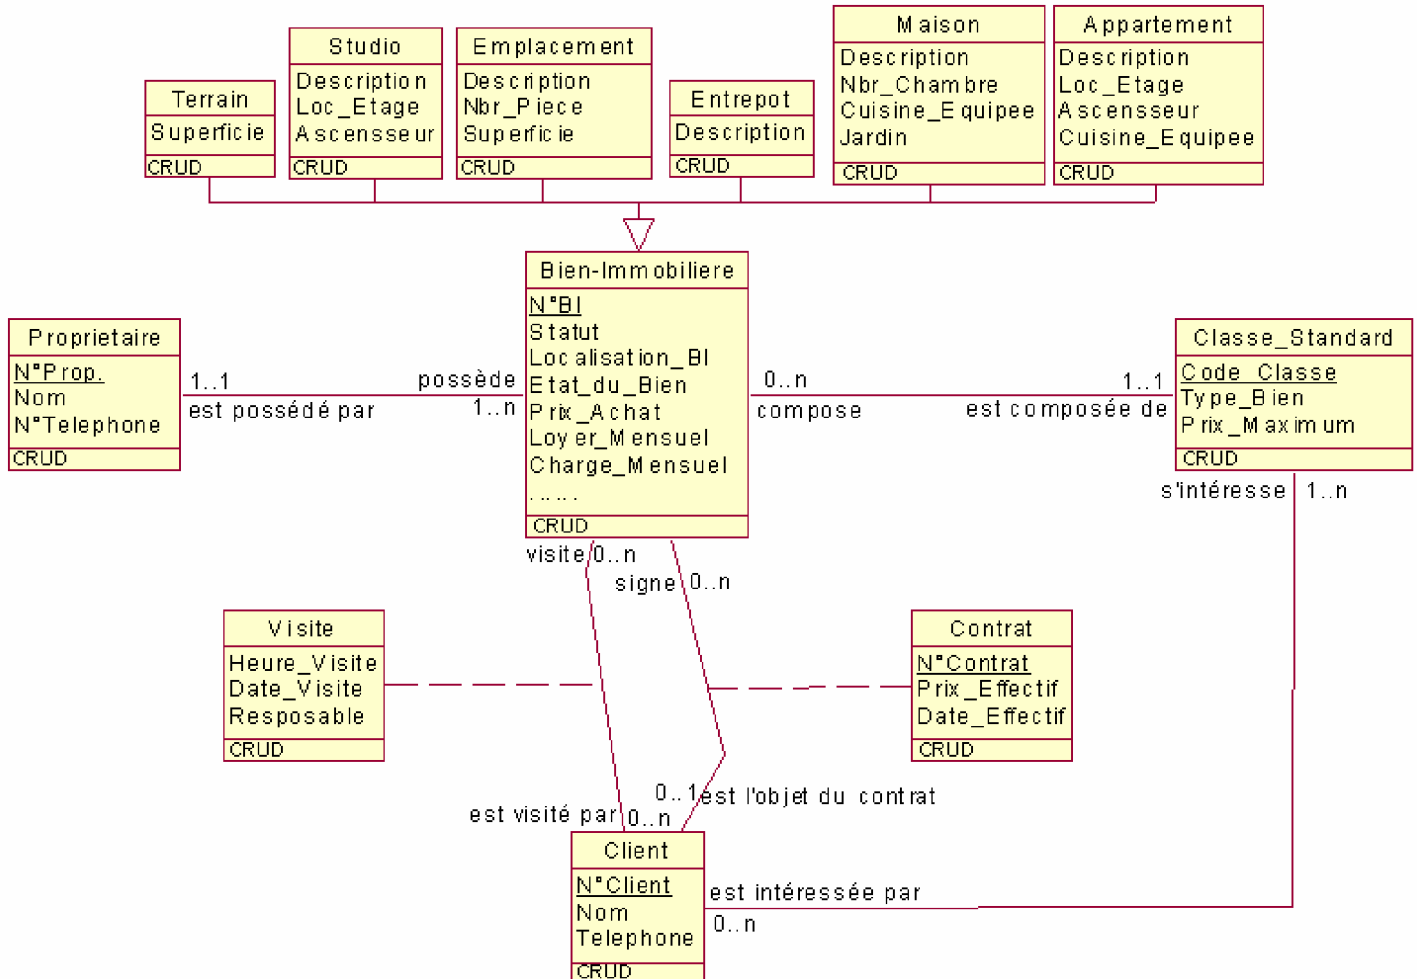 Terrain
Superficie
CRUD
Studio
Description
Loc_Etage
Ascensseur
CRUD
Emplacement
Description
Nbr_Piece
Superficie
CRUD
Entrepot
Description
CRUD
Maison
Description
Nbr_Chambre
Cuisine_Equipee
Jardin
CRUD
Appartement
Description
Loc_Etage
Ascensseur
Cuisine_Equipee
CRUD
Bien-Immobiliere
N°BI
Statut
Localisation_BI
Etat_du_Bien
Prix_Achat
Loyer_Mensuel
Charge_Mensuel
......
CRUD
Proprietaire
N°Prop.
Nom
N°Telephone
CRUD
1..1
est possédé par
possède
1..n
0..n
compose
1..1
est composée de
Classe_Standard
Code_Classe
Type_Bien
Prix_Maximum
CRUD
s'intéresse 1..n
visite 0..n
signe 0..n
Visite
Heure_Visite
Date_Visite
Resposable
CRUD
Contrat
N°Contrat
Prix_Effectif
Date_Effectif
CRUD
0..1 est l'objet du contrat
est visité par 0..n
Client
N°Client
Nom
Telephone
CRUD
est intéressée par
0..n